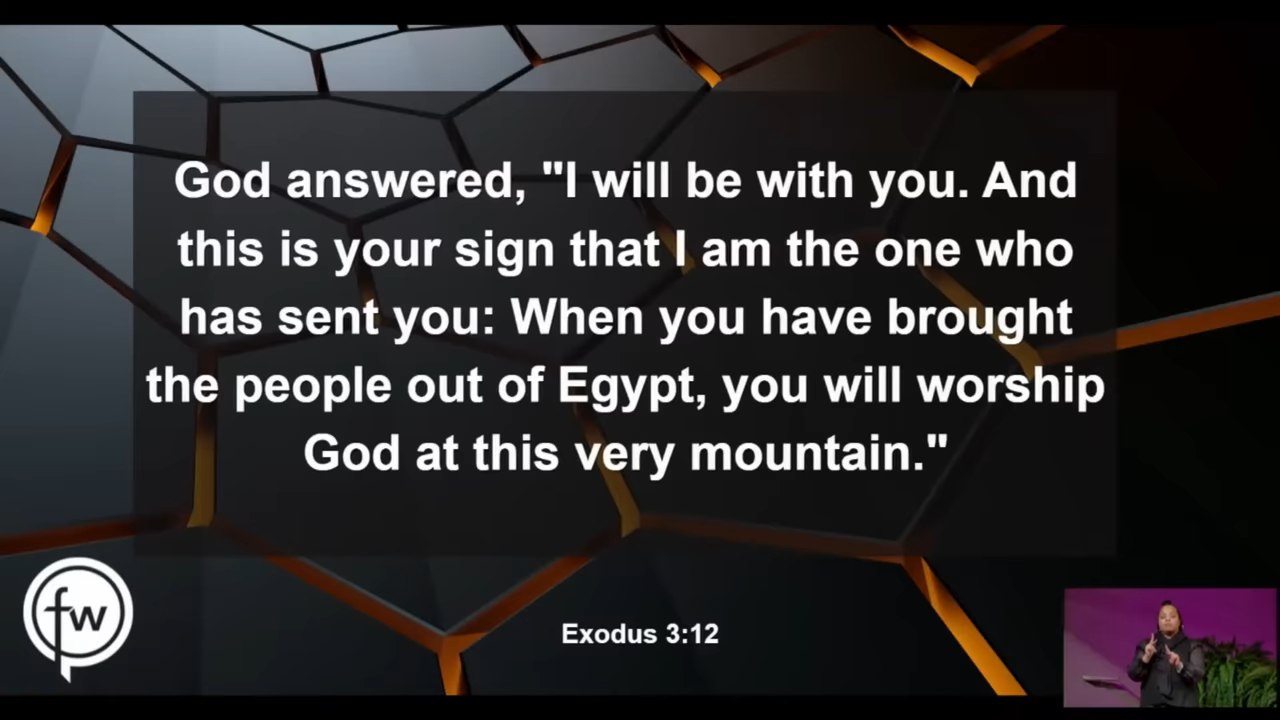 God answered, "I will be with you. And
this is your sign that I am the one who
has sent you: When you have brought
the people out of Egypt, you will worship
God at this very mountain."
fw
Exodus 3:12